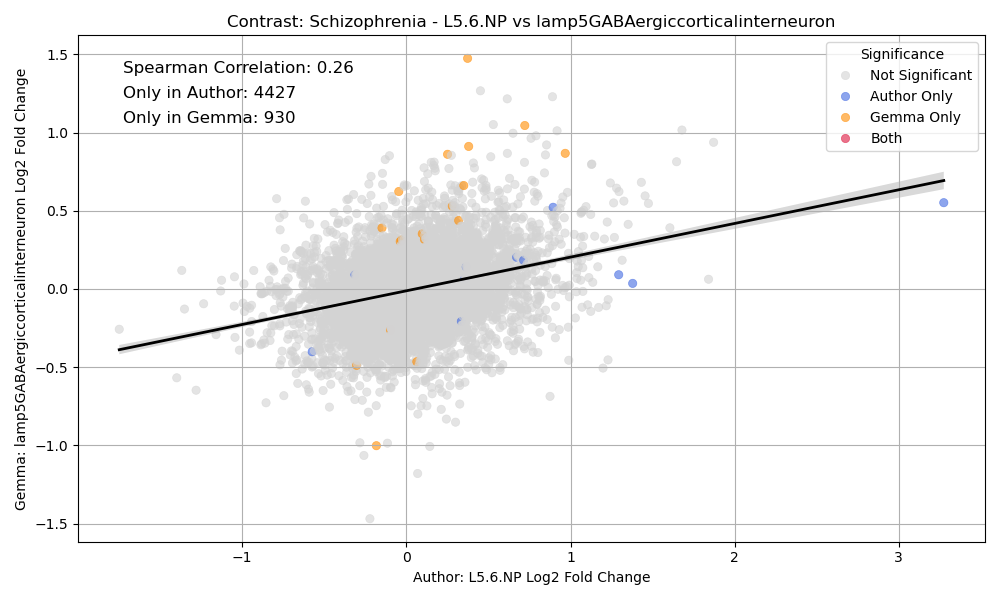 Contrast: Schizophrenia - L5.6.NP vs lamp5GABAergiccorticalinterneuron
Spearman Correlation: 0.26
Only in Author: 4427
Only in Gemma: 930
Significance
Not Significant
Author Only
Gemma Only
Both
Gemma: lamp5GABAergiccorticalinterneuron Log2 Fold Change
1.5
1.0
0.5
0.0
−0.5
−1.0
−1.5
−1
0
1
2
3
Author: L5.6.NP Log2 Fold Change